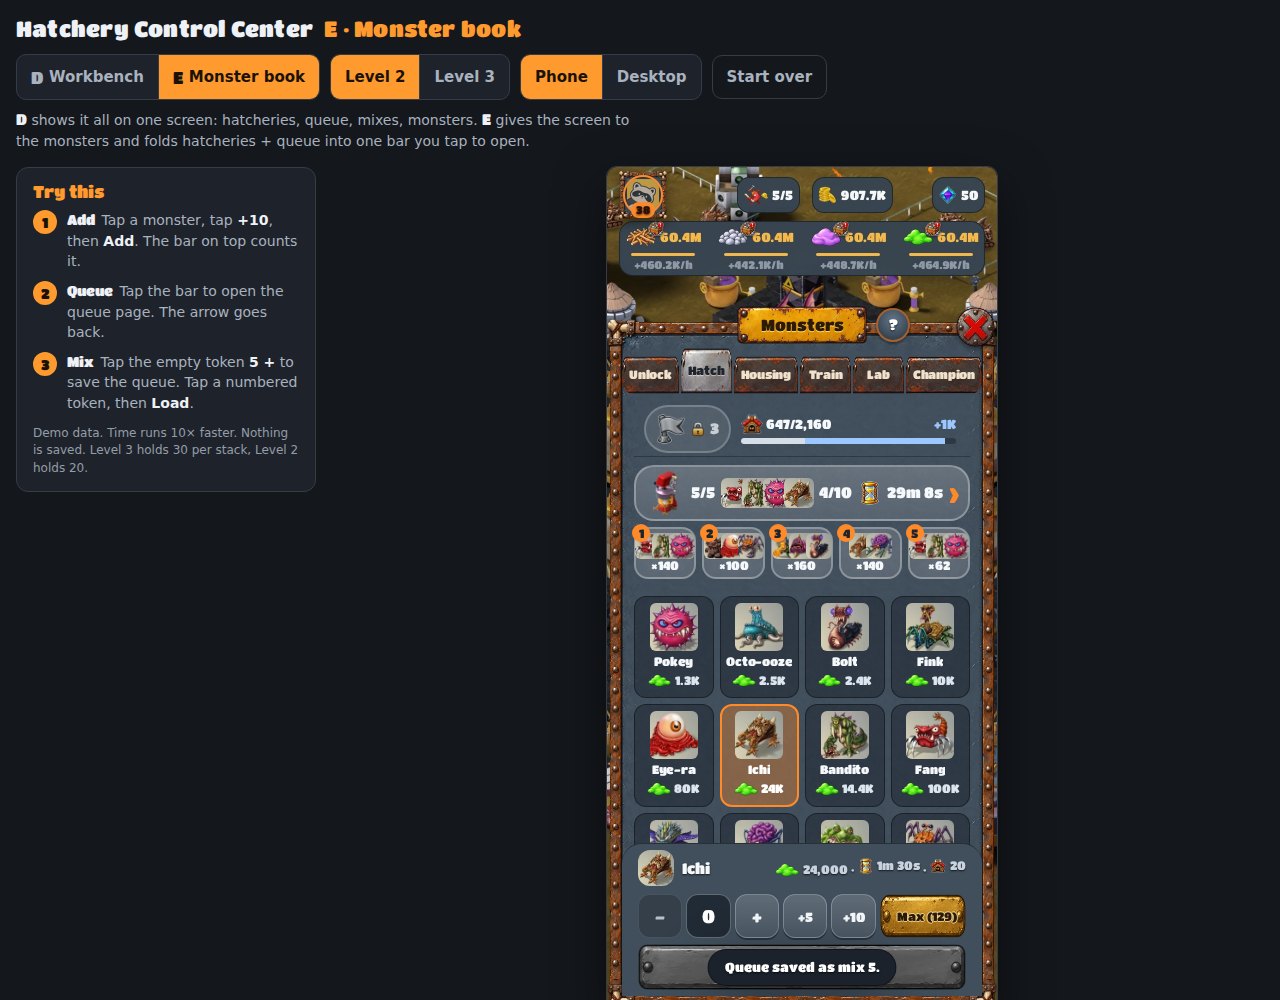 Hatchery Control Center E · Monster book
D Workbench E Monster book Level 2 Level 3 Phone Desktop Start over
D shows it all on one screen: hatcheries, queue, mixes, monsters. E gives the screen to
the monsters and folds hatcheries + queue into one bar you tap to open.
Try this
1 Add Tap a monster, tap +10,
then Add. The bar on top counts
it.
2 Queue Tap the bar to open the
queue page. The arrow goes
back.
3 Mix Tap the empty token 5 + to
save the queue. Tap a numbered
token, then Load.
Demo data. Time runs 10× faster. Nothing
is saved. Level 3 holds 30 per stack, Level 2
holds 20.
30 5/5 907.7K 50
60.4M 60.4M 60.4M 60.4M
+460.2K/h +442.1K/h +448.7K/h +464.9K/h
Monsters ?
Unlock Hatch Housing Train Lab Champion
3 647/2,160 +1K
5/5 4/10 29m 8s
1 2 3 4 5
×140 ×100 ×160 ×140 ×62
Pokey Octo-ooze Bolt Fink
1.3K 2.5K 2.4K 10K
Eye-ra Ichi Bandito Fang
80K 24K 14.4K 100K
Ichi 24,000 · 1m 30s · 20
− 0 + +5 +10 Max (129)
Queue saved as mix 5.